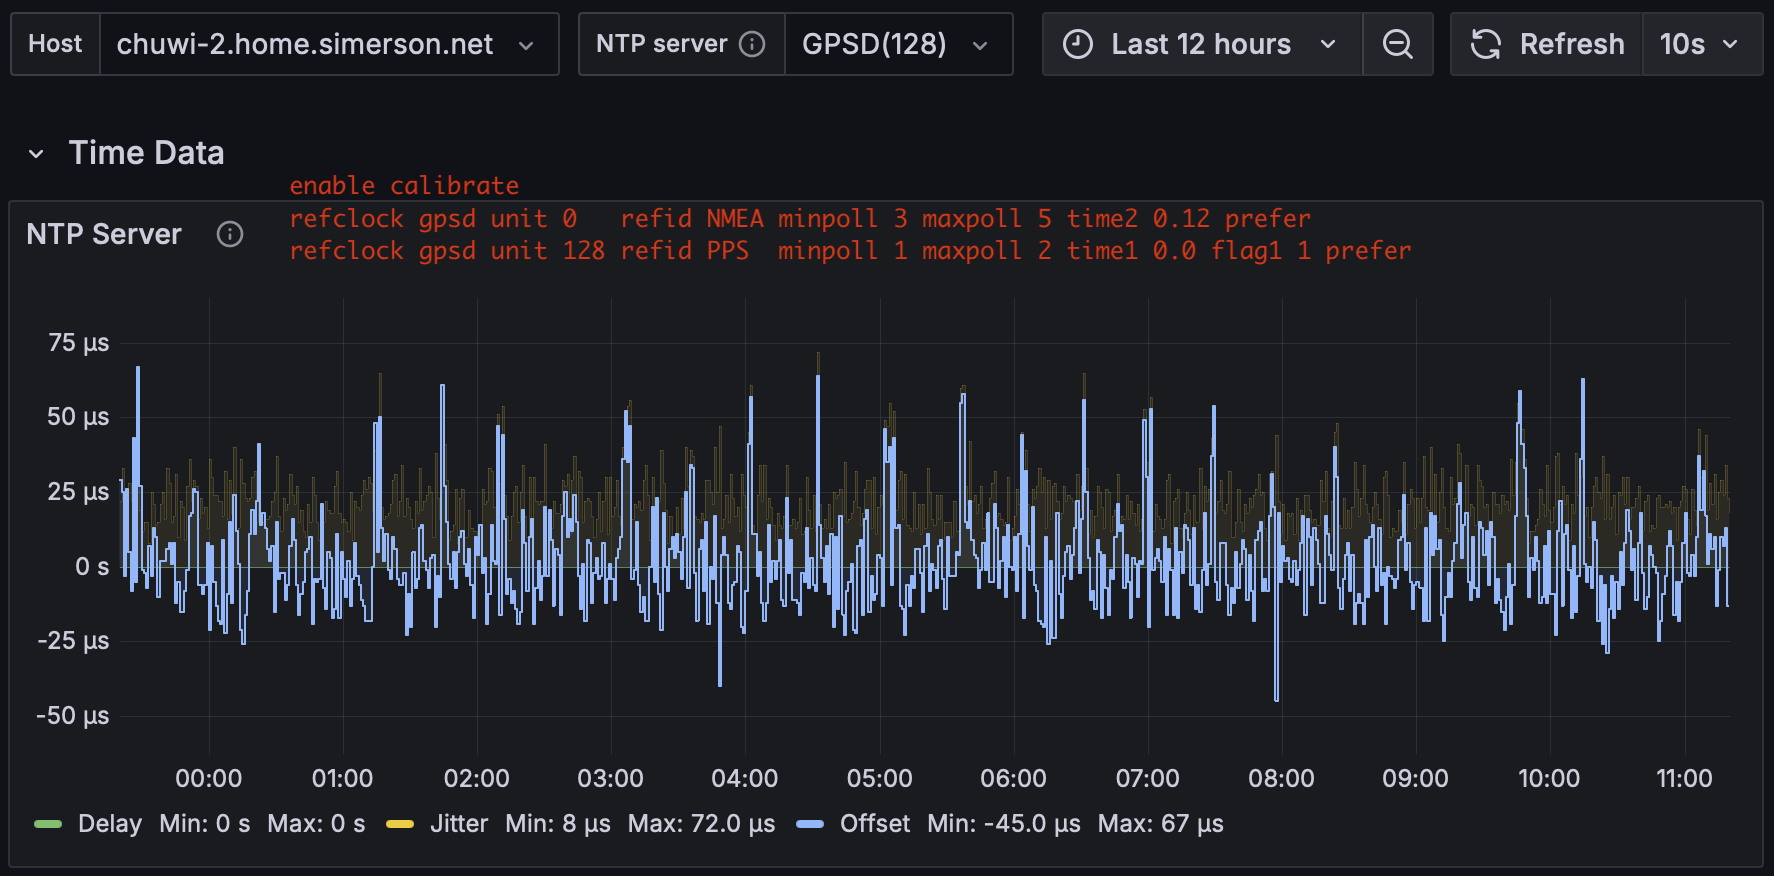 Host chuwi-2.home.simerson.net NTP server GPSD(128) Last 12 hours Refresh 10s
Time Data
enable calibrate
refclock gpsd unit 0   refid NMEA minpoll 3 maxpoll 5 time2 0.12 prefer
NTP Server
refclock gpsd unit 128 refid PPS  minpoll 1 maxpoll 2 time1 0.0 flag1 1 prefer
75 µs
50 µs
25 µs
0 s
-25 µs
-50 µs
00:00 01:00 02:00 03:00 04:00 05:00 06:00 07:00 08:00 09:00 10:00 11:00
Delay Min: 0 s Max: 0 s Jitter Min: 8 µs Max: 72.0 µs Offset Min: -45.0 µs Max: 67 µs